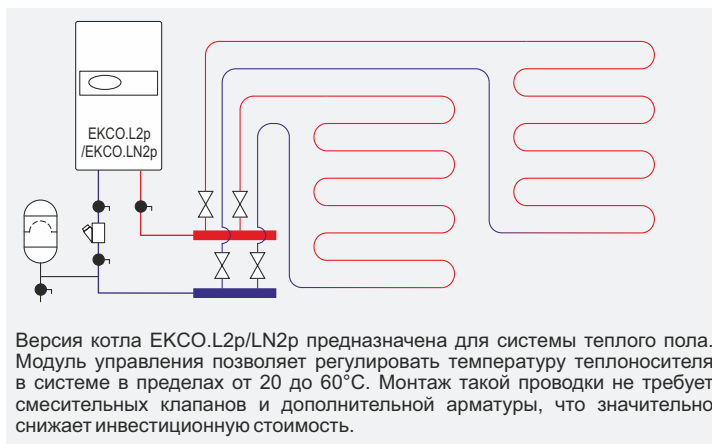 EKCO.L2p
/EKCO.LN2p
Версия котла EKCO.L2p/LN2p предназначена для системы теплого пола.
Модуль управления позволяет регулировать температуру теплоносителя
в системе в пределах от 20 до 60°C. Монтаж такой проводки не требует
смесительных клапанов и дополнительной арматуры, что значительно
снижает инвестиционную стоимость.